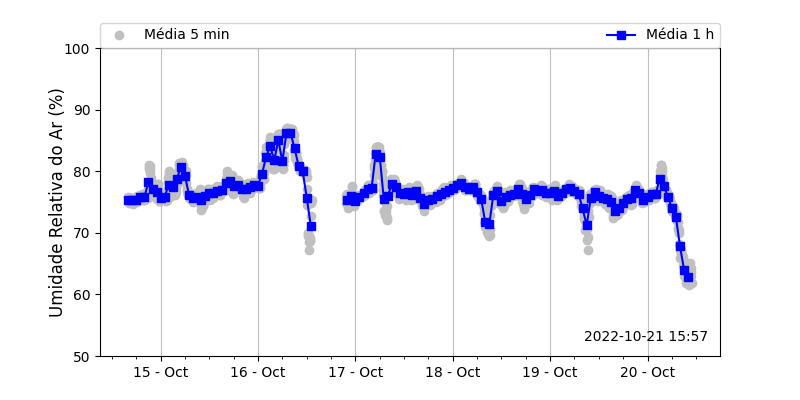 Média 5 min
Média 1 h
100
90
80
70
60
50
Umidade Relativa do Ar (%)
2022-10-21 15:57
15 - Oct
16 - Oct
17 - Oct
18 - Oct
19 - Oct
20 - Oct